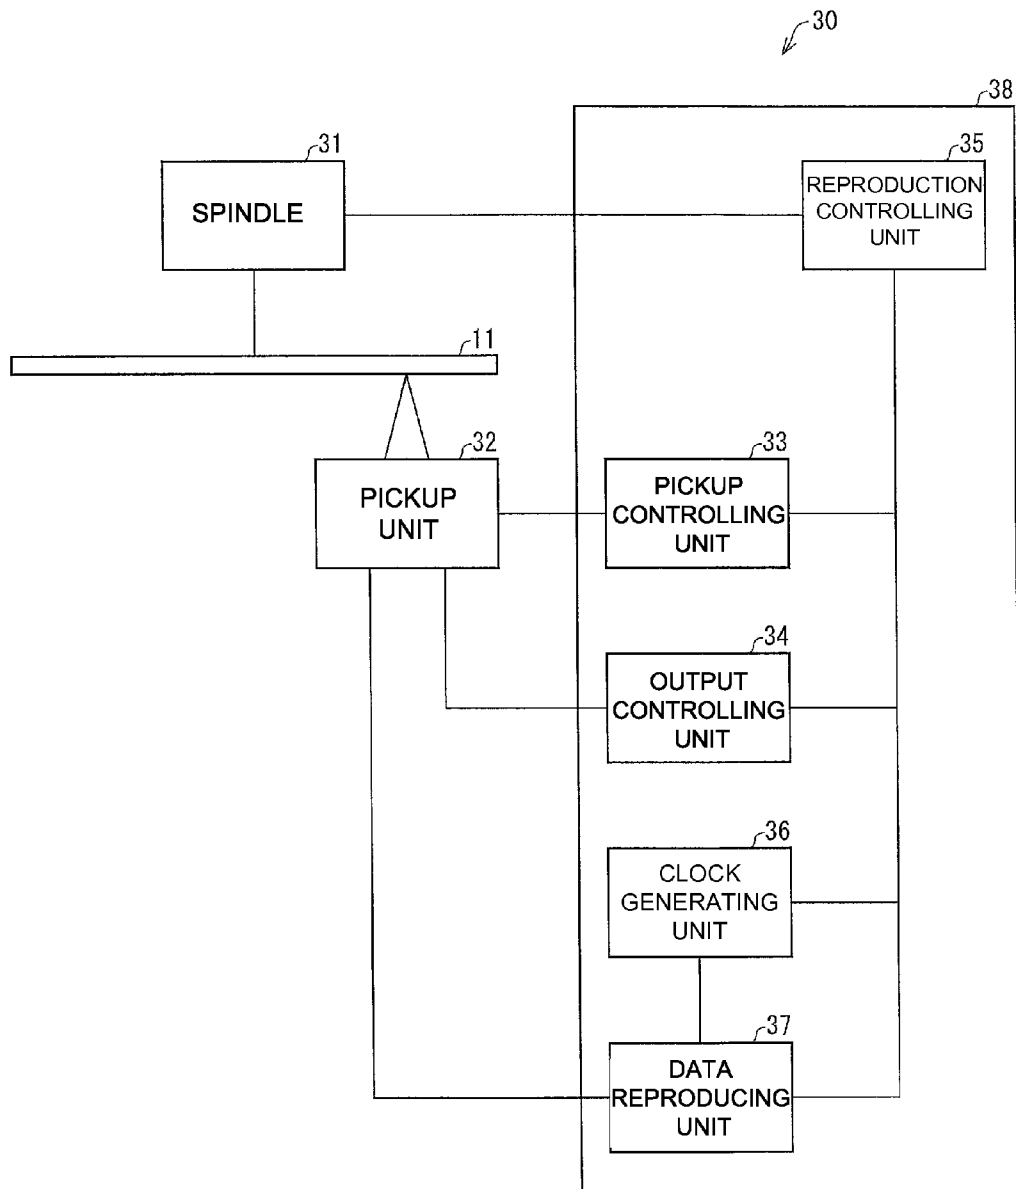 30
38
31
SPINDLE
35
REPRODUCTION
CONTROLLING
UNIT
11
32
PICKUP
UNIT
33
PICKUP
CONTROLLING
UNIT
34
OUTPUT
CONTROLLING
UNIT
36
CLOCK
GENERATING
UNIT
37
DATA
REPRODUCING
UNIT